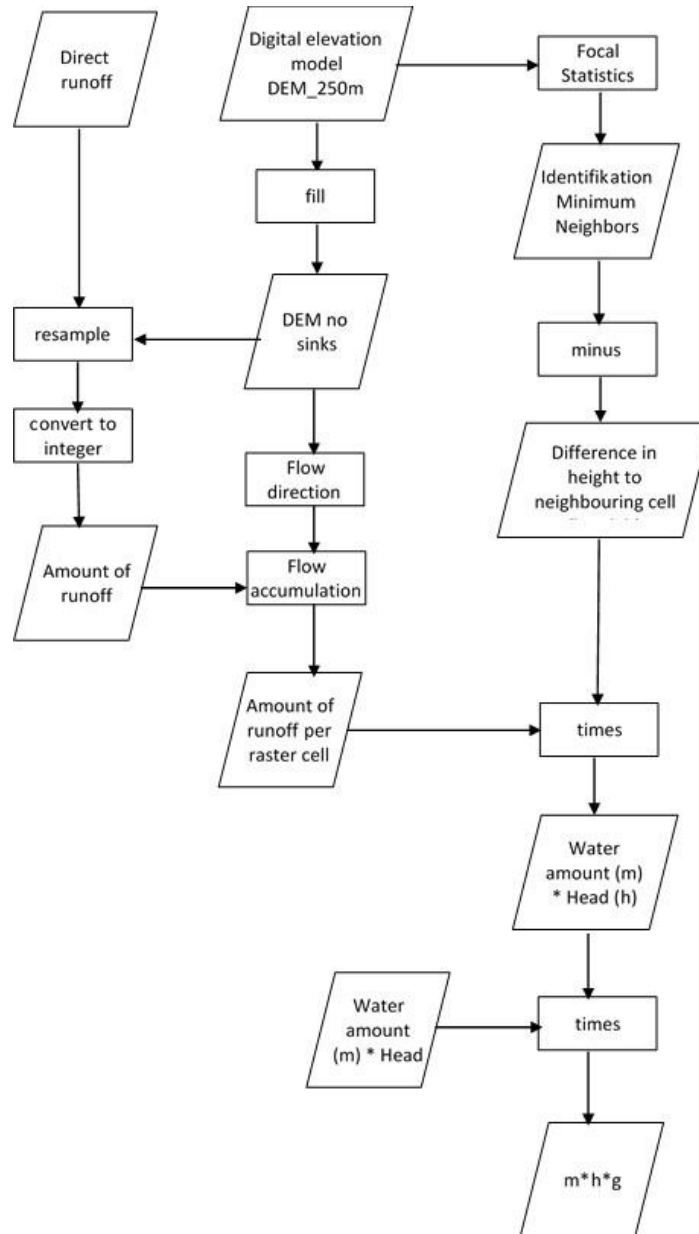 Direct
runoff
Digital elevation
model
DEM_250m
Focal
Statistics
fill
Identifikation
Minimum
Neighbors
resample
DEM no
sinks
minus
convert to
integer
Flow
direction
Difference in
height to
neighbouring cell
Amount of
runoff
Flow
accumulation
Amount of
runoff per
raster cell
times
Water
amount (m)
* Head (h)
Water
amount
(m) * Head
times
m*h*g